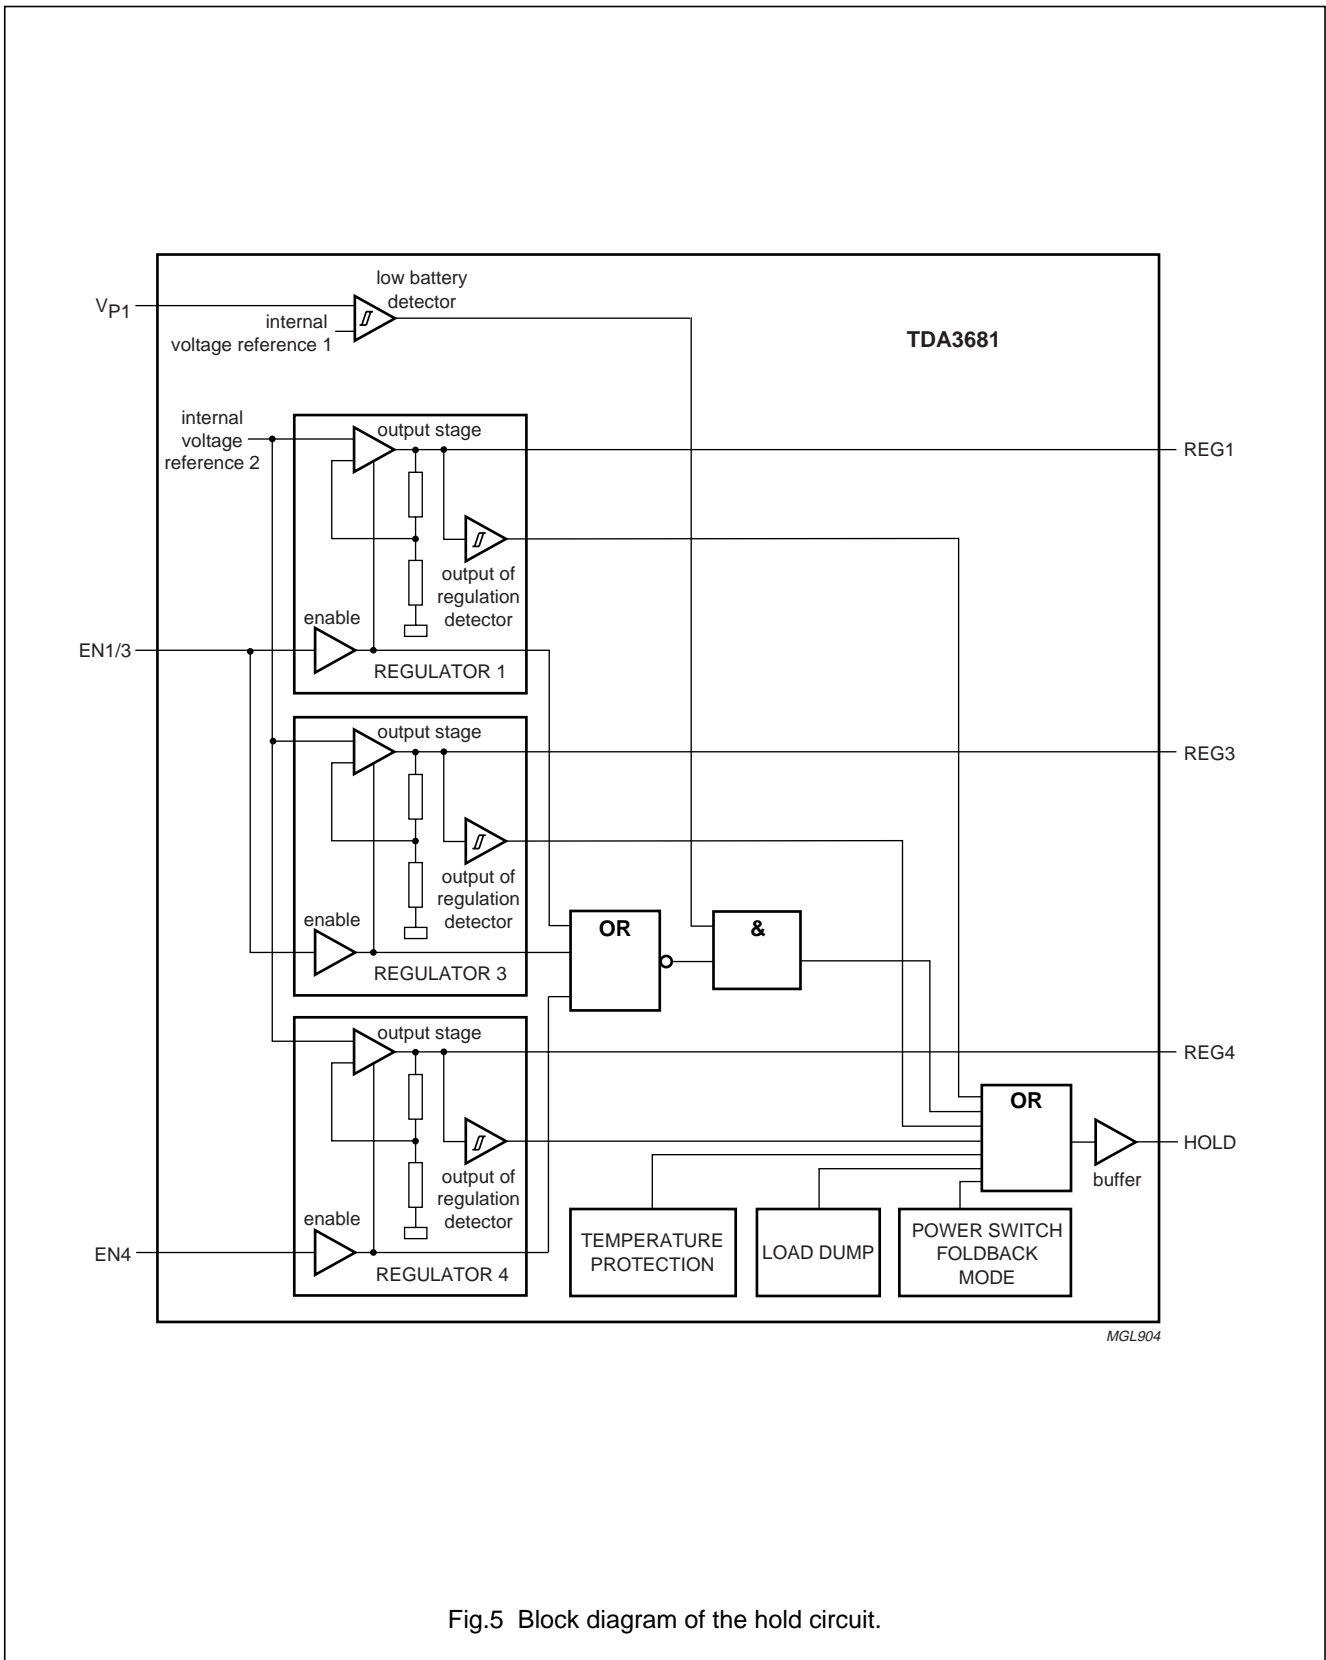 low battery
detector
VP1
internal
voltage reference 1
TDA3681
internal
voltage
reference 2
output stage
REG1
output of
regulation
detector
enable
EN1/3
REGULATOR 1
output stage
REG3
output of
regulation
detector
enable
REGULATOR 3
OR
&
output stage
REG4
OR
HOLD
buffer
output of
regulation
detector
enable
EN4
REGULATOR 4
TEMPERATURE
PROTECTION
LOAD DUMP
POWER SWITCH
FOLDBACK
MODE
MGL904
Fig.5 Block diagram of the hold circuit.